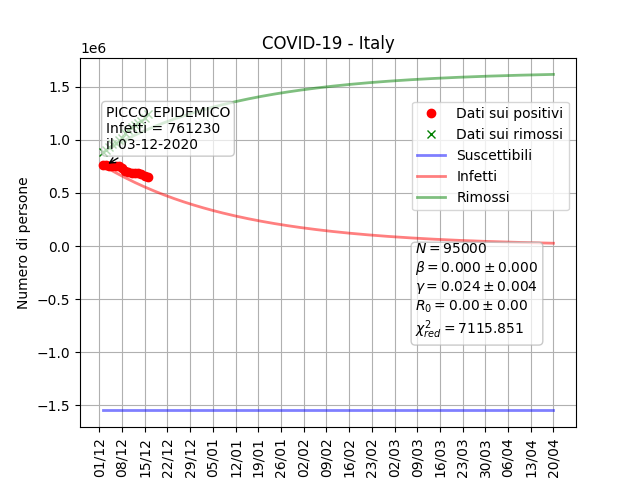 COVID-19 - Italy
1e6
1.5
1.0
0.5
0.0
−0.5
−1.0
−1.5
Numero di persone
PICCO EPIDEMICO
Infetti = 761230
il 03-12-2020
Dati sui positivi
Dati sui rimossi
Suscettibili
Infetti
Rimossi
N = 95000
β = 0.000 ± 0.000
γ = 0.024 ± 0.004
R₀ = 0.00 ± 0.00
χ²red = 7115.851
01/12
08/12
15/12
22/12
29/12
05/01
12/01
19/01
26/01
02/02
09/02
16/02
23/02
02/03
09/03
16/03
23/03
30/03
06/04
13/04
20/04